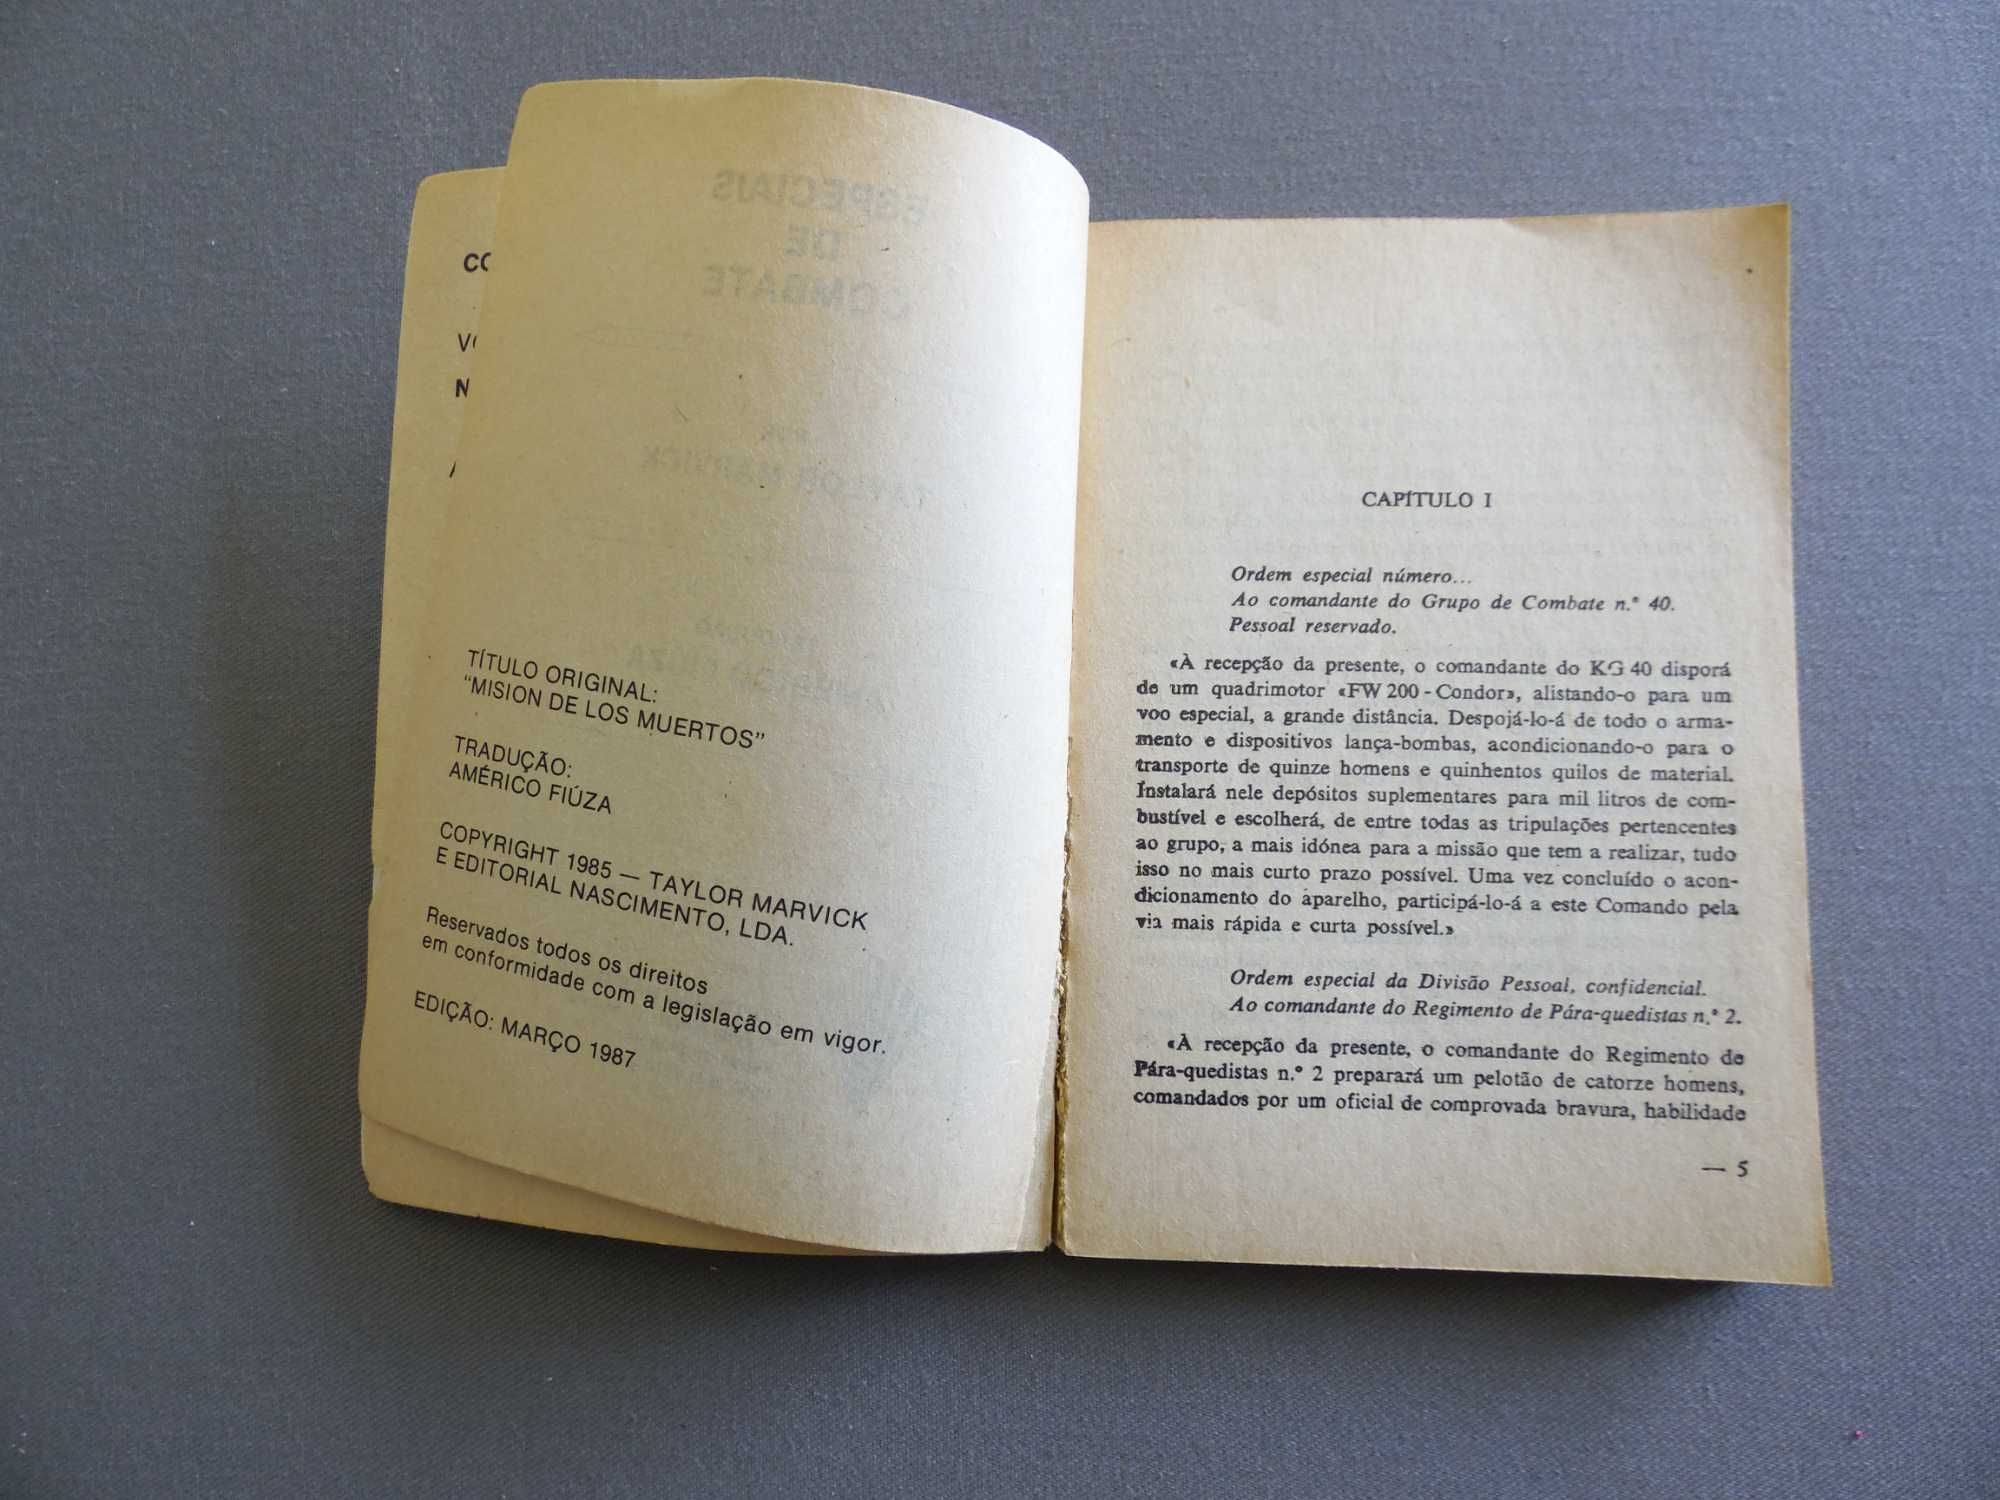 CO
VO
N
TÍTULO ORIGINAL:
“MISION DE LOS MUERTOS”
TRADUÇÃO:
AMÉRICO FIÚZA
COPYRIGHT 1985 — TAYLOR MARVICK
E EDITORIAL NASCIMENTO, LDA.
Reservados todos os direitos
em conformidade com a legislação em vigor.
EDIÇÃO: MARÇO 1987
ESPECIAIS
DE
COMBATE
POR
TAYLOR MARVICK
CAPÍTULO I
Ordem especial número...
Ao comandante do Grupo de Combate n.º 40.
Pessoal reservado.
«À recepção da presente, o comandante do KG 40 disporá
de um quadrimotor «FW 200 - Condor», alistando-o para um
voo especial, a grande distância. Despojá-lo-á de todo o arma-
mento e dispositivos lança-bombas, acondicionando-o para o
transporte de quinze homens e quinhentos quilos de material.
Instalará nele depósitos suplementares para mil litros de com-
bustível e escolherá, de entre todas as tripulações pertencentes
ao grupo, a mais idónea para a missão que tem a realizar, tudo
isso no mais curto prazo possível. Uma vez concluído o acon-
dicionamento do aparelho, participá-lo-á a este Comando pela
via mais rápida e curta possível.»
Ordem especial da Divisão Pessoal, confidencial.
Ao comandante do Regimento de Pára-quedistas n.º 2.
«À recepção da presente, o comandante do Regimento de
Pára-quedistas n.º 2 preparará um pelotão de catorze homens,
comandados por um oficial de comprovada bravura, habilidade
— 5